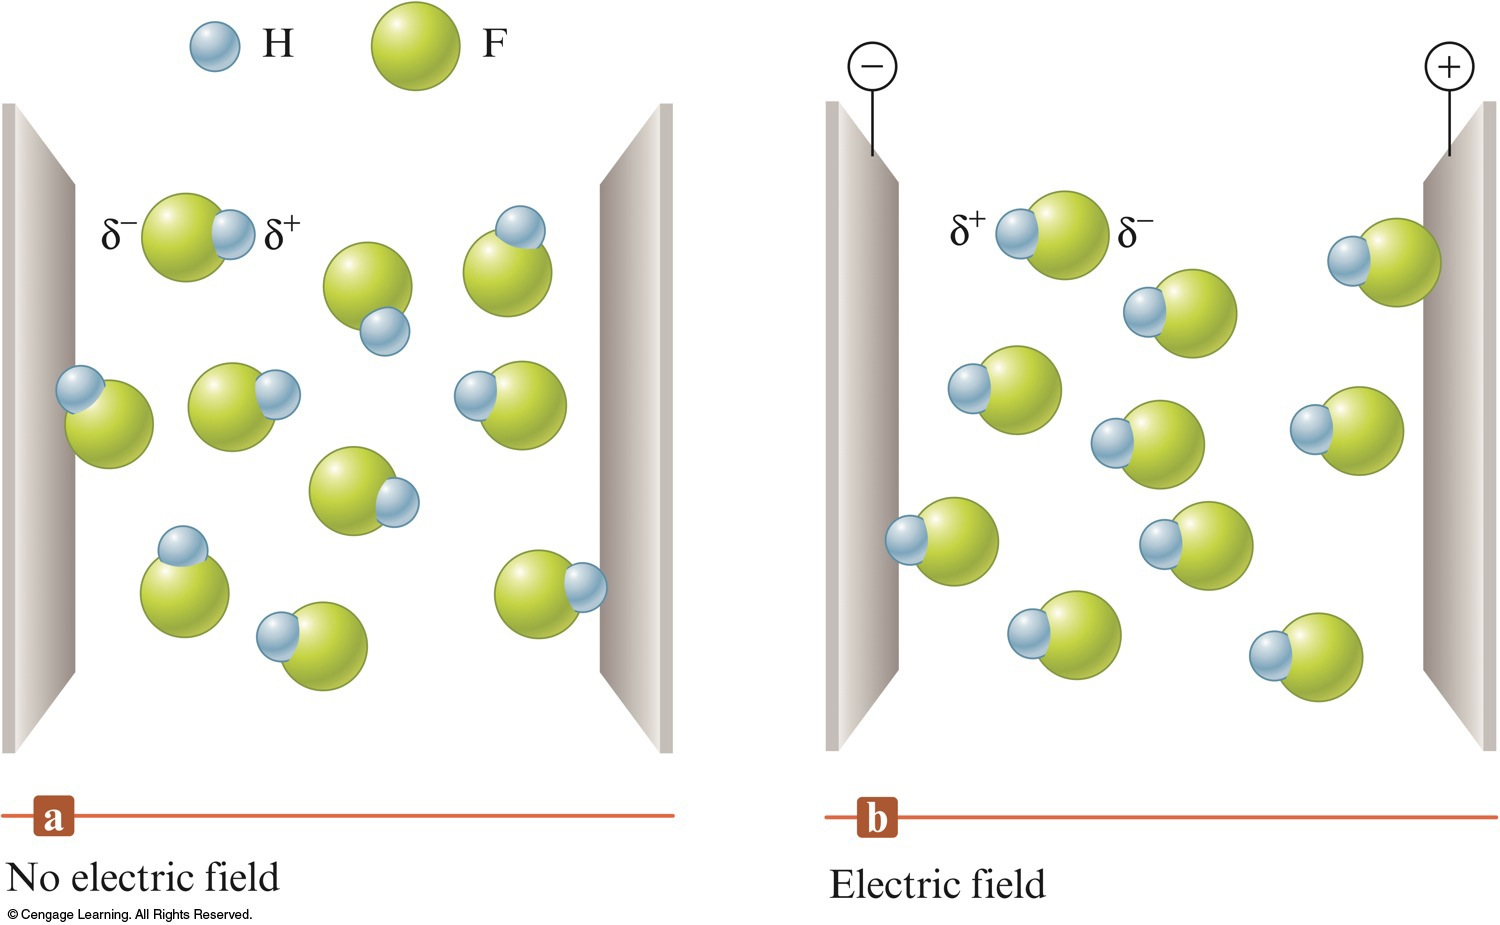 H F
− +
δ− δ+
δ+ δ−
a
No electric field
© Cengage Learning. All Rights Reserved.
b
Electric field